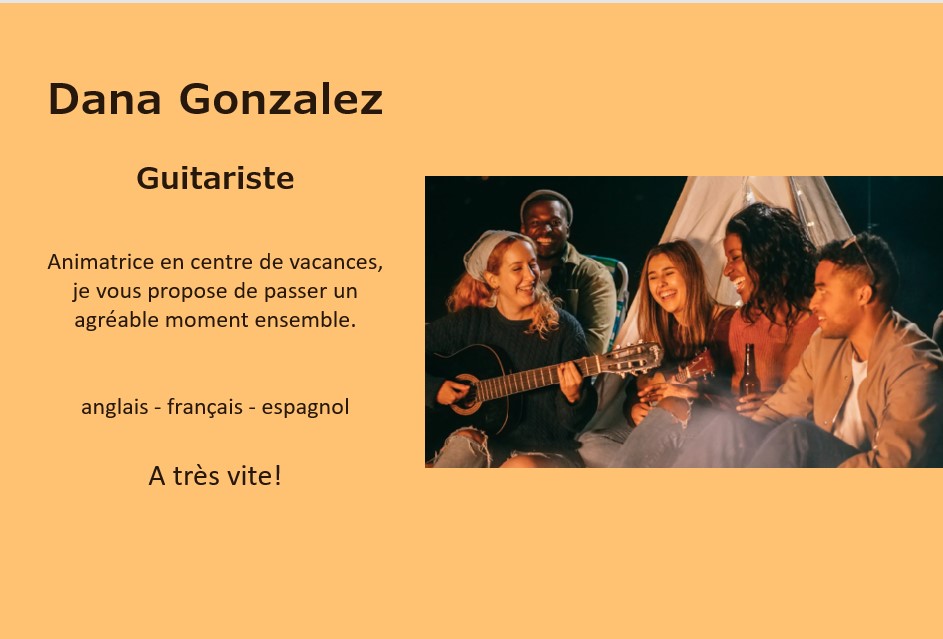 Dana Gonzalez
Guitariste
Animatrice en centre de vacances,
je vous propose de passer un
agréable moment ensemble.
anglais - français - espagnol
A très vite!